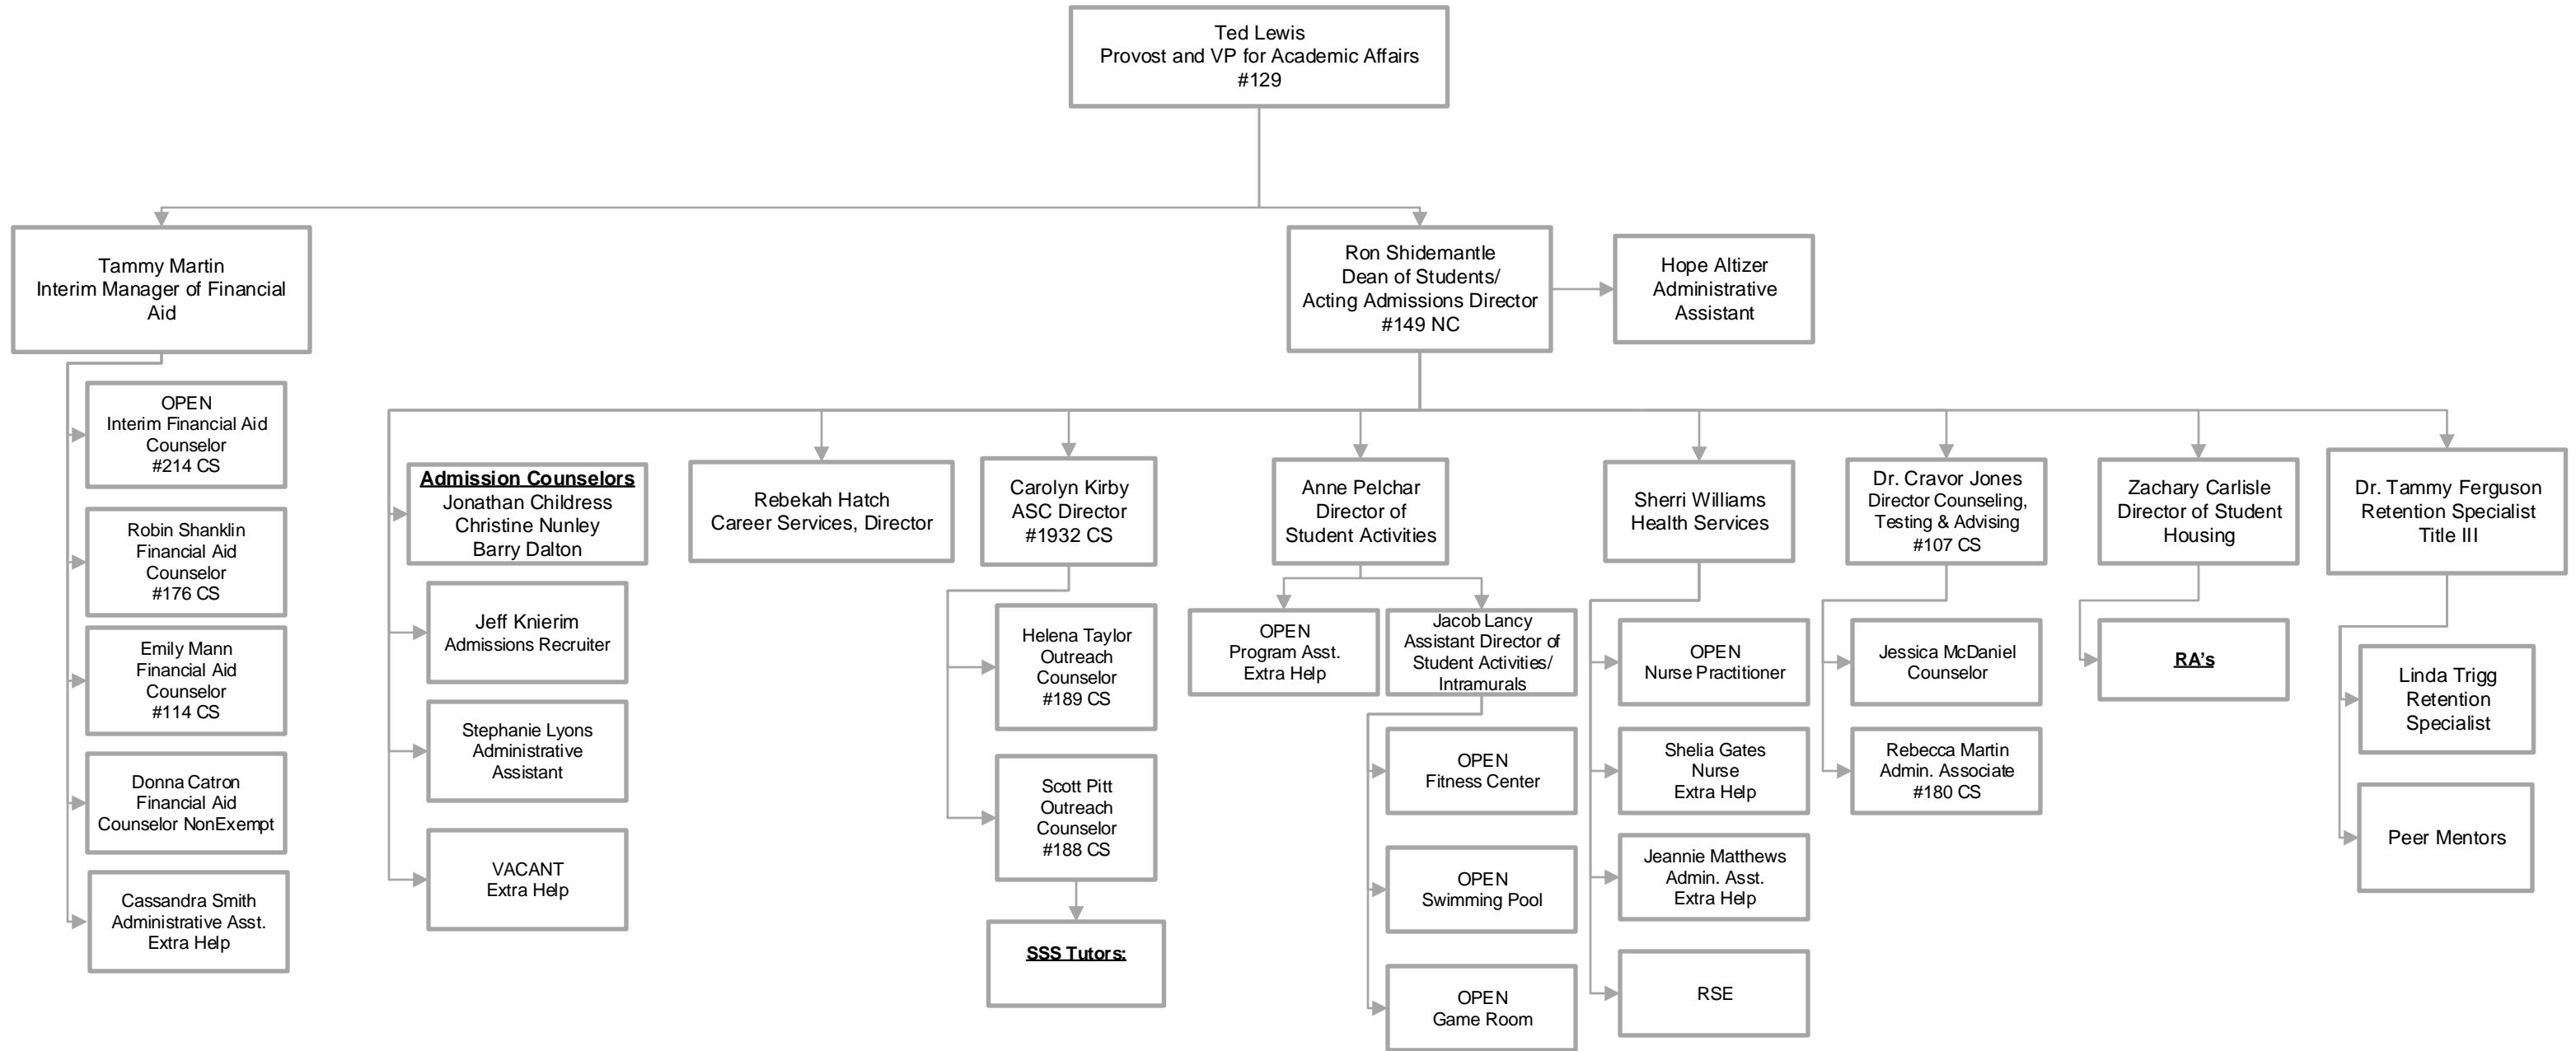 Ted Lewis
Provost and VP for Academic Affairs
#129
Tammy Martin
Interim Manager of Financial
Aid
Ron Shidemantle
Dean of Students/
Acting Admissions Director
#149 NC
Hope Altizer
Administrative
Assistant
OPEN
Interim Financial Aid
Counselor
#214 CS
Robin Shanklin
Financial Aid
Counselor
#176 CS
Emily Mann
Financial Aid
Counselor
#114 CS
Donna Catron
Financial Aid
Counselor NonExempt
Cassandra Smith
Administrative Asst.
Extra Help
Admission Counselors
Jonathan Childress
Christine Nunley
Barry Dalton
Jeff Knierim
Admissions Recruiter
Stephanie Lyons
Administrative
Assistant
VACANT
Extra Help
Rebekah Hatch
Career Services, Director
Carolyn Kirby
ASC Director
#1932 CS
Helena Taylor
Outreach
Counselor
#189 CS
Scott Pitt
Outreach
Counselor
#188 CS
SSS Tutors:
Anne Pelchar
Director of
Student Activities
OPEN
Program Asst.
Extra Help
Jacob Lancy
Assistant Director of
Student Activities/
Intramurals
OPEN
Fitness Center
OPEN
Swimming Pool
OPEN
Game Room
Sherri Williams
Health Services
OPEN
Nurse Practitioner
Shelia Gates
Nurse
Extra Help
Jeannie Matthews
Admin. Asst.
Extra Help
RSE
Dr. Cravor Jones
Director Counseling,
Testing & Advising
#107 CS
Jessica McDaniel
Counselor
Rebecca Martin
Admin. Associate
#180 CS
Zachary Carlisle
Director of Student
Housing
RA's
Dr. Tammy Ferguson
Retention Specialist
Title III
Linda Trigg
Retention
Specialist
Peer Mentors